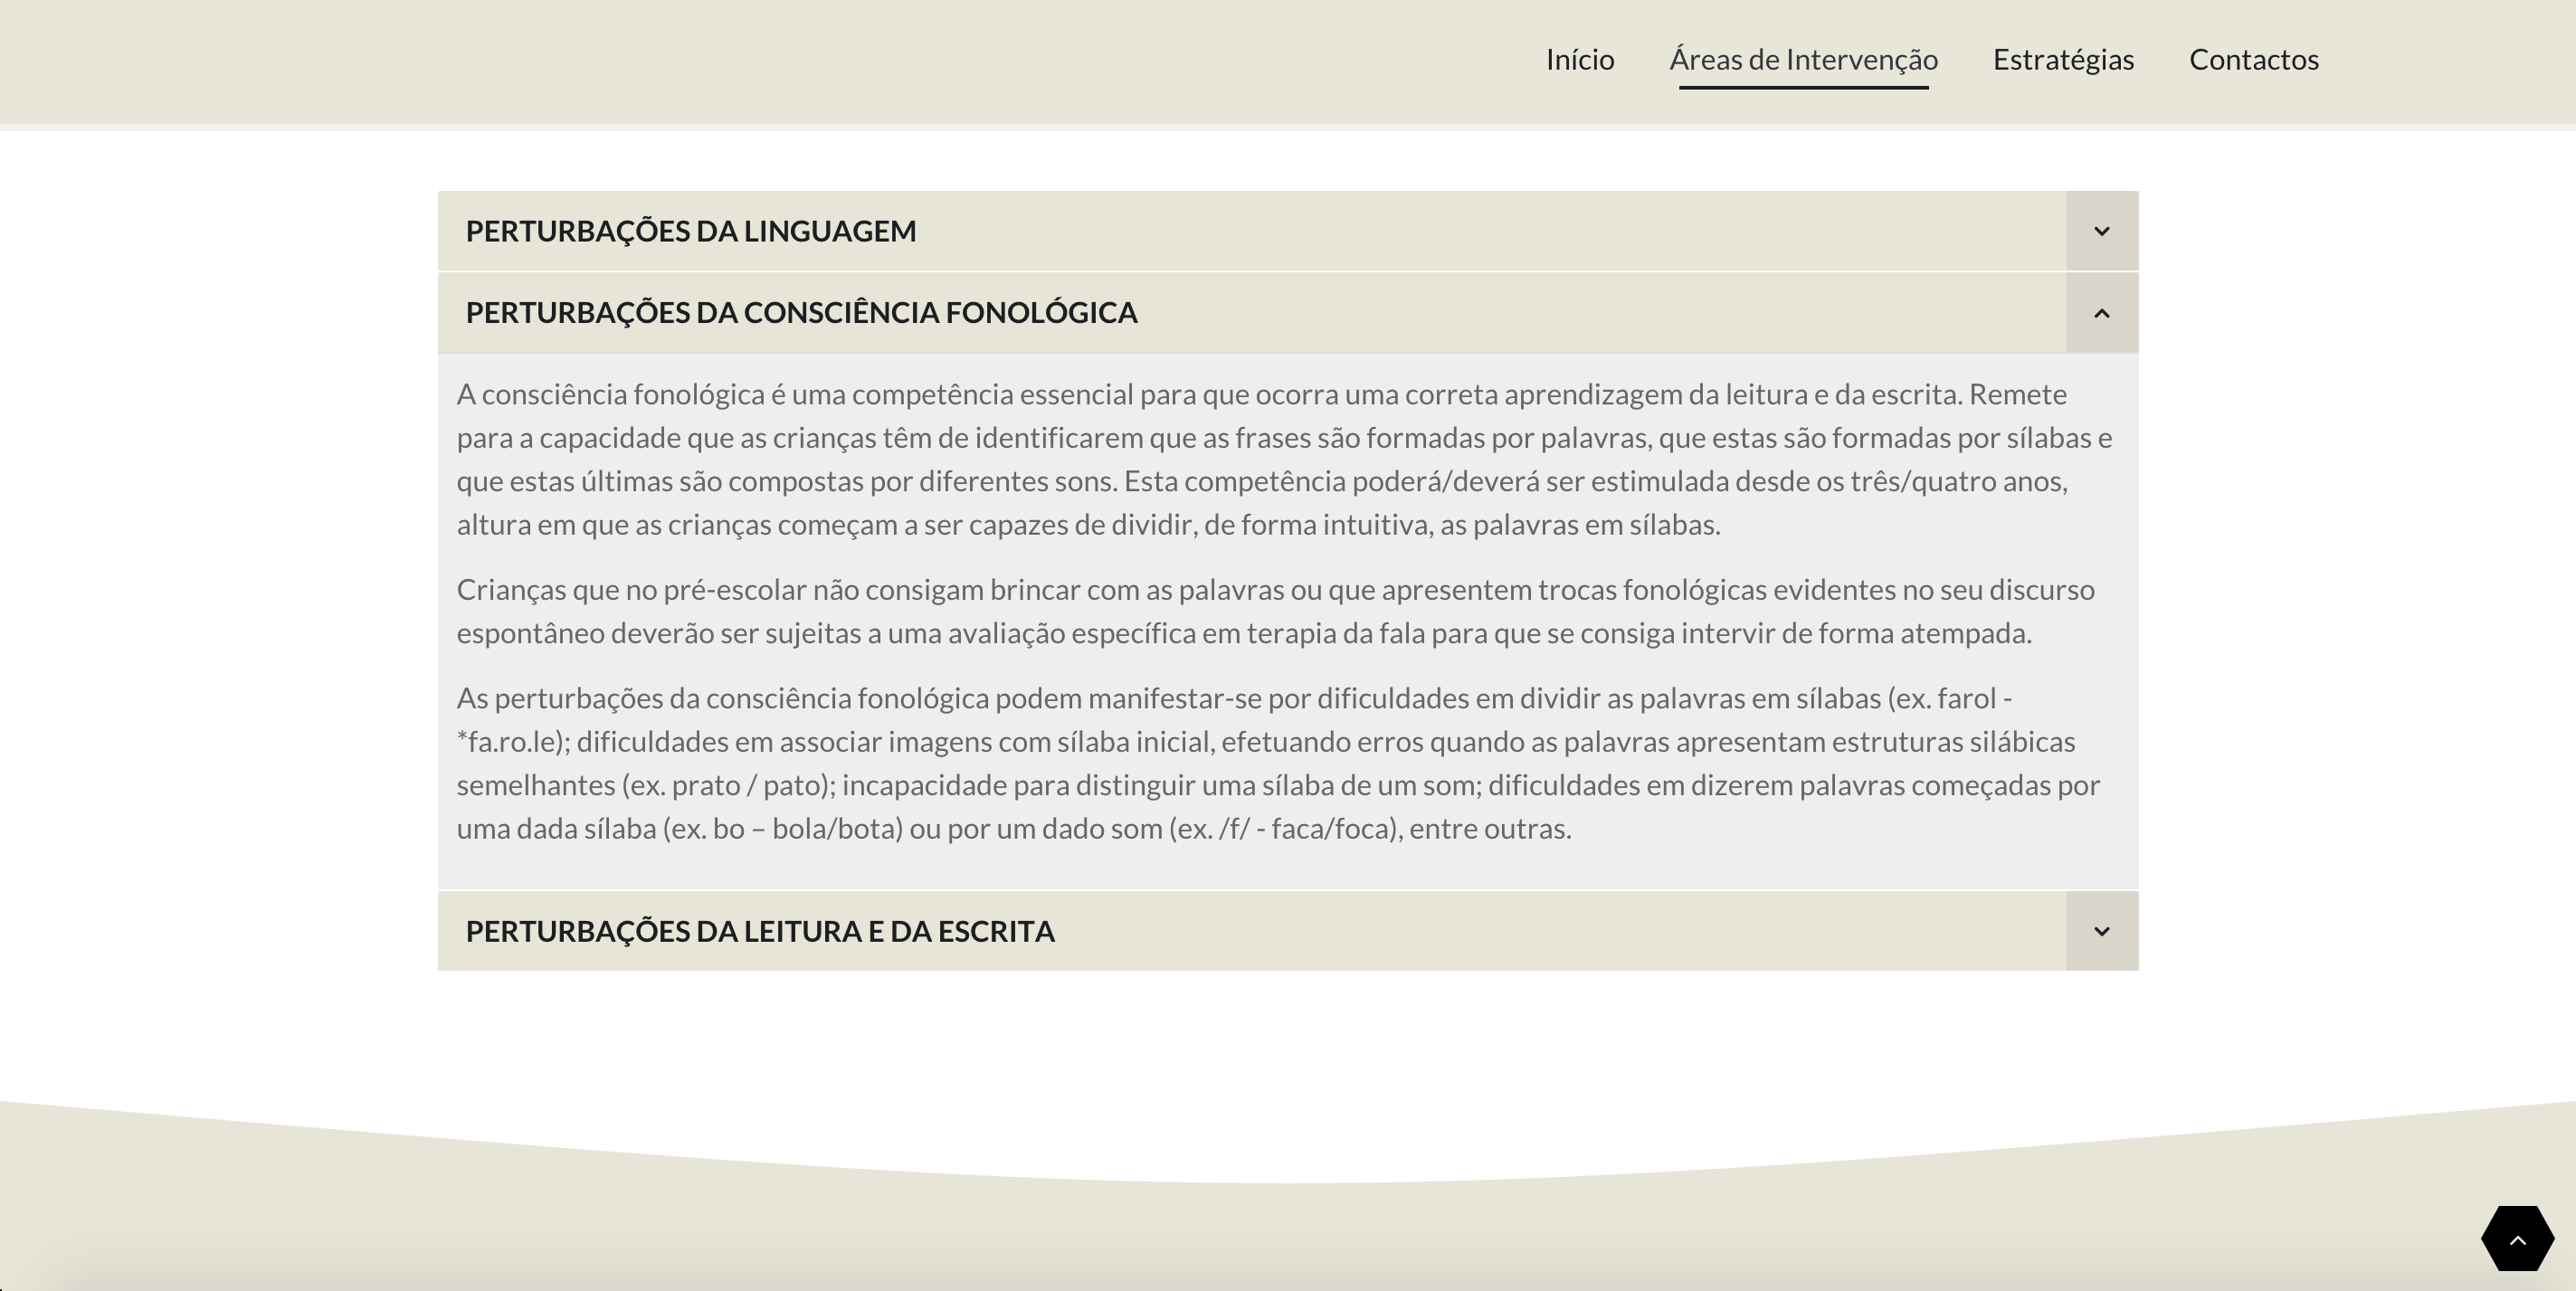 Início Áreas de Intervenção Estratégias Contactos
PERTURBAÇÕES DA LINGUAGEM
PERTURBAÇÕES DA CONSCIÊNCIA FONOLÓGICA
A consciência fonológica é uma competência essencial para que ocorra uma correta aprendizagem da leitura e da escrita. Remete
para a capacidade que as crianças têm de identificarem que as frases são formadas por palavras, que estas são formadas por sílabas e
que estas últimas são compostas por diferentes sons. Esta competência poderá/deverá ser estimulada desde os três/quatro anos,
altura em que as crianças começam a ser capazes de dividir, de forma intuitiva, as palavras em sílabas.
Crianças que no pré-escolar não consigam brincar com as palavras ou que apresentem trocas fonológicas evidentes no seu discurso
espontâneo deverão ser sujeitas a uma avaliação específica em terapia da fala para que se consiga intervir de forma atempada.
As perturbações da consciência fonológica podem manifestar-se por dificuldades em dividir as palavras em sílabas (ex. farol -
*fa.ro.le); dificuldades em associar imagens com sílaba inicial, efetuando erros quando as palavras apresentam estruturas silábicas
semelhantes (ex. prato / pato); incapacidade para distinguir uma sílaba de um som; dificuldades em dizerem palavras começadas por
uma dada sílaba (ex. bo – bola/bota) ou por um dado som (ex. /f/ - faca/foca), entre outras.
PERTURBAÇÕES DA LEITURA E DA ESCRITA